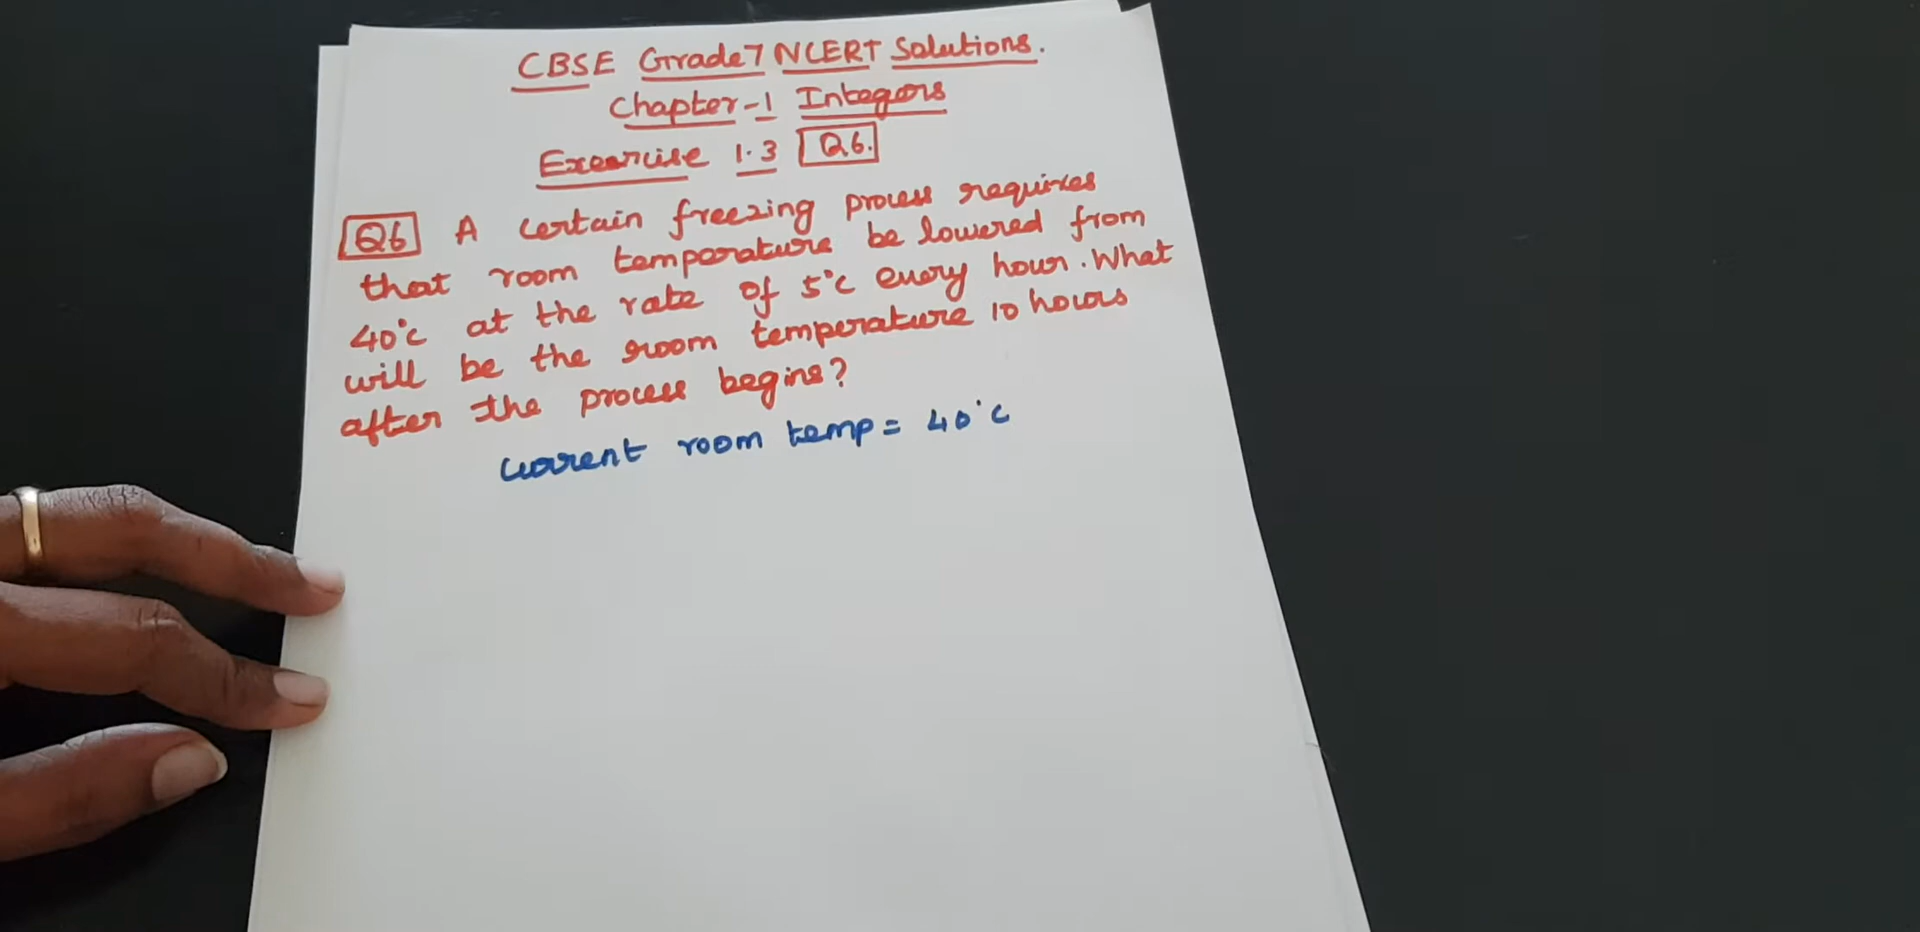 CBSE Grade7 NCERT Solutions.
Chapter-1 Integers
Exercise 1.3 Q6.
Q6 A certain freezing process requires
that room temperature be lowered from
40°c at the rate of 5°c every hour. What
will be the room temperature 10 hours
after the process begins?
current room temp = 40°c